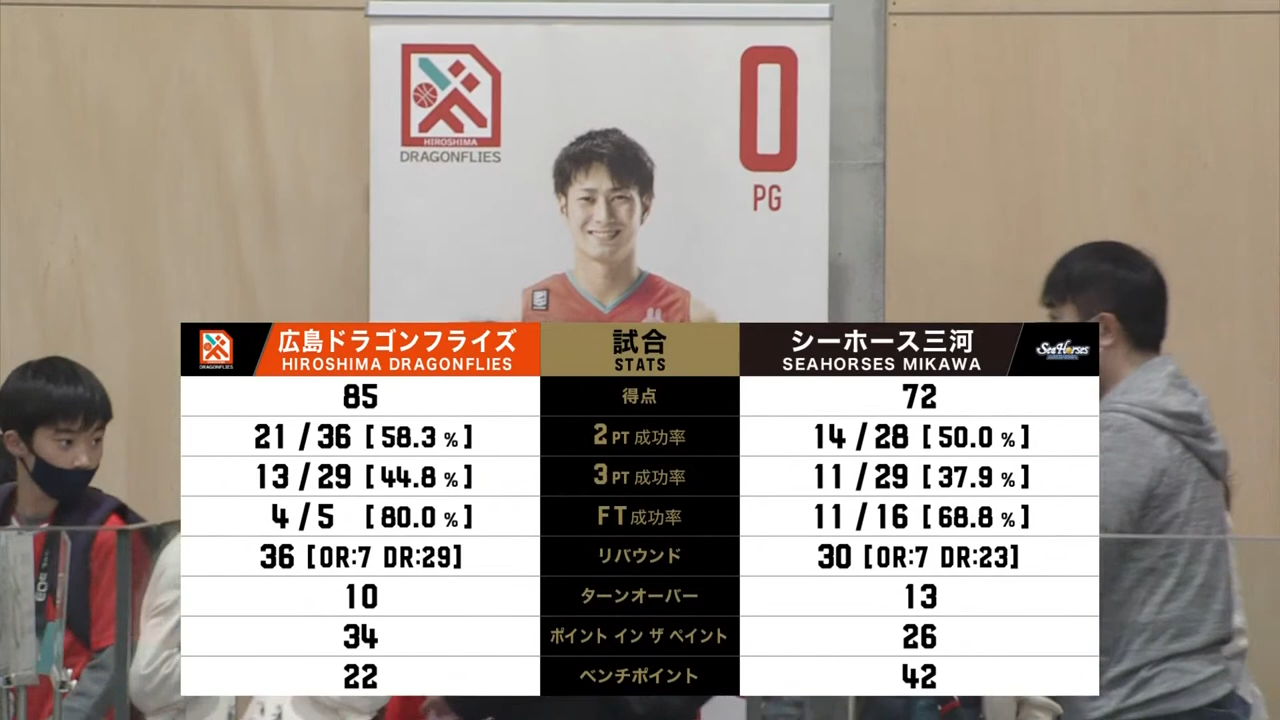 HIROSHIMA
DRAGONFLIES
0
PG
DRAGONFLIES
広島ドラゴンフライズ
HIROSHIMA DRAGONFLIES
試合
STATS
シーホース三河
SEAHORSES MIKAWA
SeaHorses
85 得点 72
21 / 36 [ 58.3 % ] 2 PT 成功率 14 / 28 [ 50.0 % ]
13 / 29 [ 44.8 % ] 3 PT 成功率 11 / 29 [ 37.9 % ]
4 / 5 [ 80.0 % ] FT 成功率 11 / 16 [ 68.8 % ]
36 [OR:7 DR:29] リバウンド 30 [OR:7 DR:23]
10 ターンオーバー 13
34 ポイント イン ザ ペイント 26
22 ベンチポイント 42